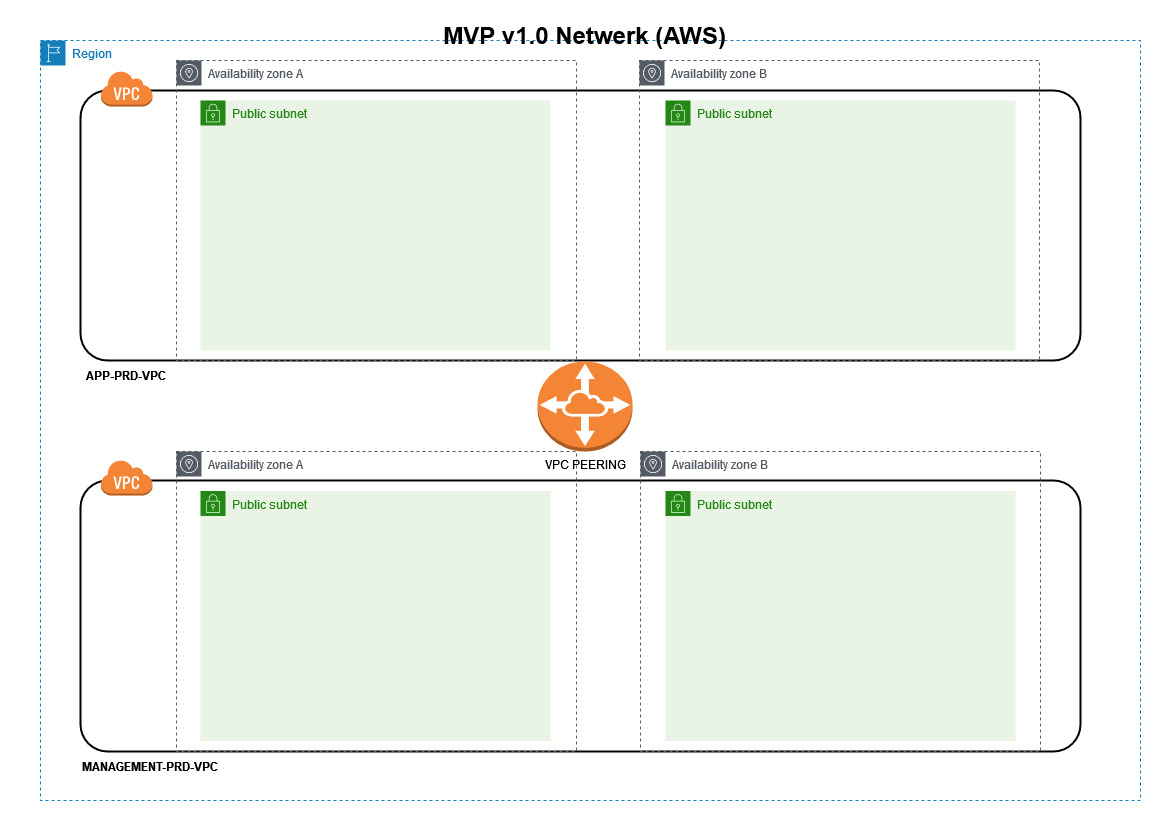 MVP v1.0 Netwerk (AWS)
Region
Availability zone A
Availability zone B
VPC
Public subnet
Public subnet
APP-PRD-VPC
VPC PEERING
Availability zone A
Availability zone B
VPC
Public subnet
Public subnet
MANAGEMENT-PRD-VPC